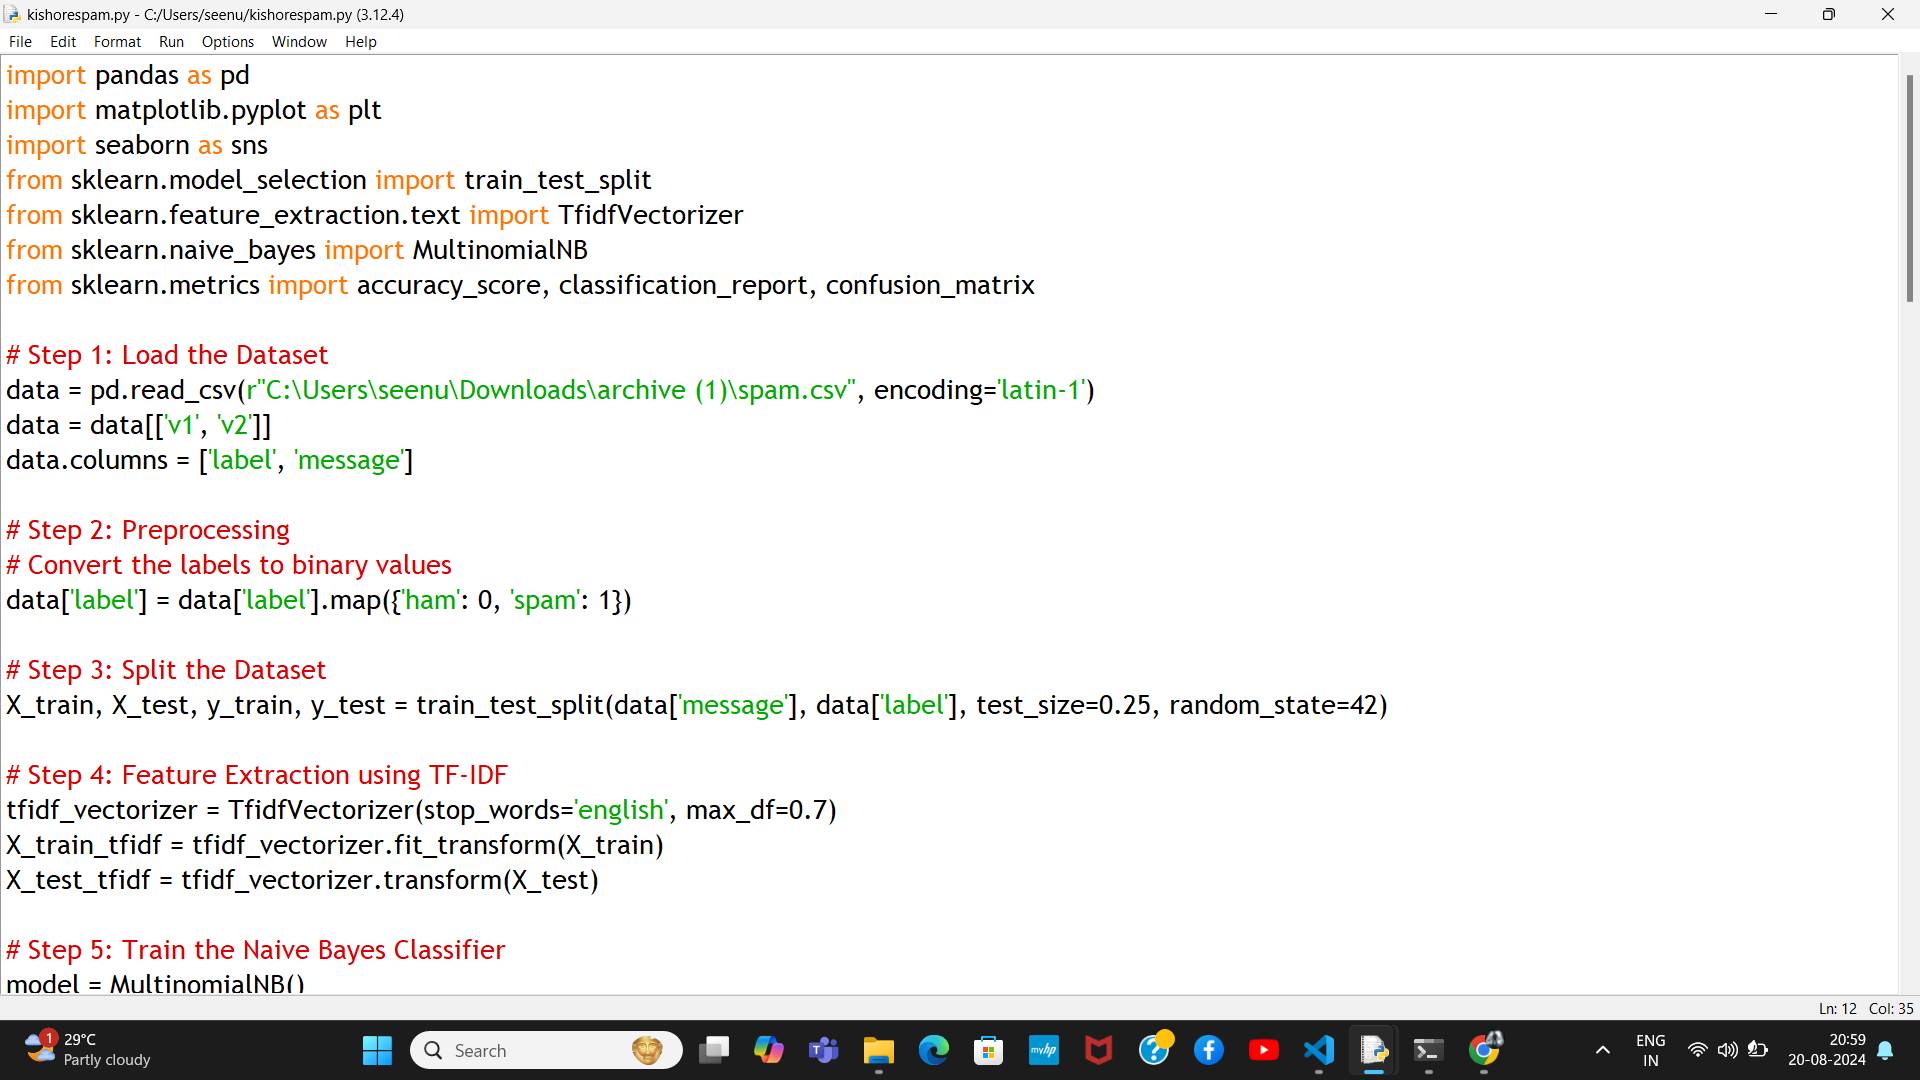 kishorespam.py - C:/Users/seenu/kishorespam.py (3.12.4)
File Edit Format Run Options Window Help
import pandas as pd
import matplotlib.pyplot as plt
import seaborn as sns
from sklearn.model_selection import train_test_split
from sklearn.feature_extraction.text import TfidfVectorizer
from sklearn.naive_bayes import MultinomialNB
from sklearn.metrics import accuracy_score, classification_report, confusion_matrix
# Step 1: Load the Dataset
data = pd.read_csv(r"C:\Users\seenu\Downloads\archive (1)\spam.csv", encoding='latin-1')
data = data[['v1', 'v2']]
data.columns = ['label', 'message']
# Step 2: Preprocessing
# Convert the labels to binary values
data['label'] = data['label'].map({'ham': 0, 'spam': 1})
# Step 3: Split the Dataset
X_train, X_test, y_train, y_test = train_test_split(data['message'], data['label'], test_size=0.25, random_state=42)
# Step 4: Feature Extraction using TF-IDF
tfidf_vectorizer = TfidfVectorizer(stop_words='english', max_df=0.7)
X_train_tfidf = tfidf_vectorizer.fit_transform(X_train)
X_test_tfidf = tfidf_vectorizer.transform(X_test)
# Step 5: Train the Naive Bayes Classifier
model = MultinomialNB()
Ln: 12 Col: 35
1
29°C
Partly cloudy
Search
myhp
ENG
IN
20:59
20-08-2024